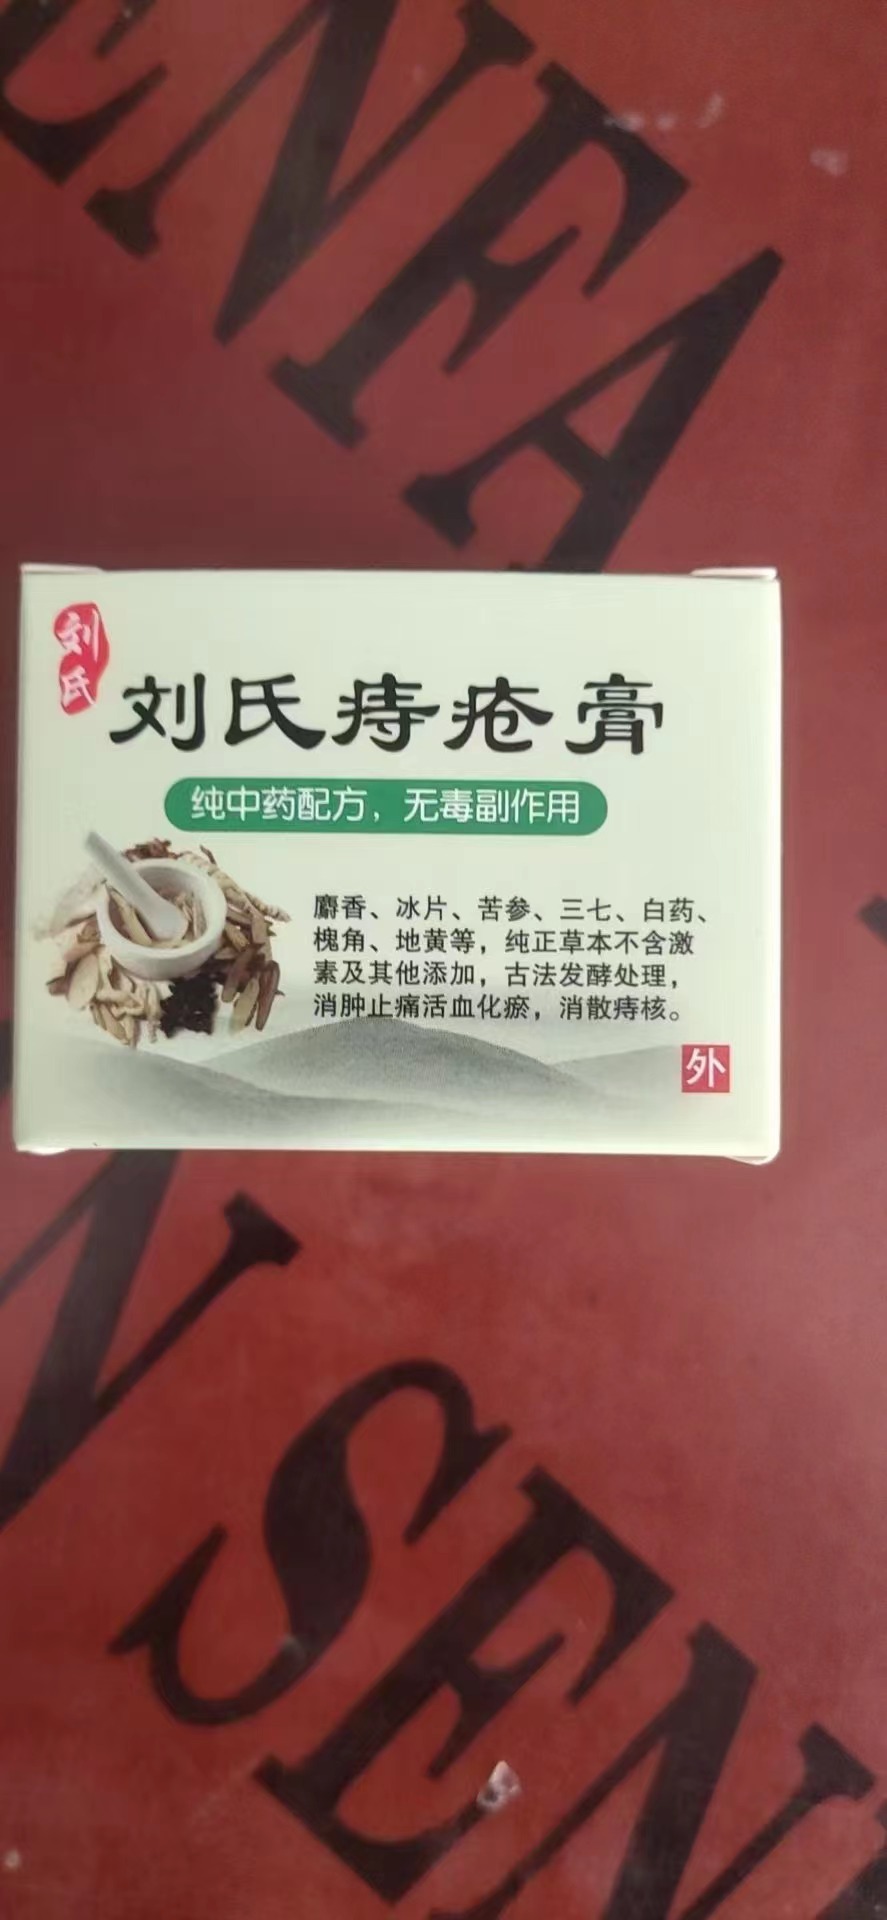 ENFA
刘氏
刘氏痔疮膏
纯中药配方，无毒副作用
麝香、冰片、苦参、三七、白药、
槐角、地黄等，纯正草本不含激
素及其他添加，古法发酵处理，
消肿止痛活血化瘀，消散痔核。
外
N
SEN